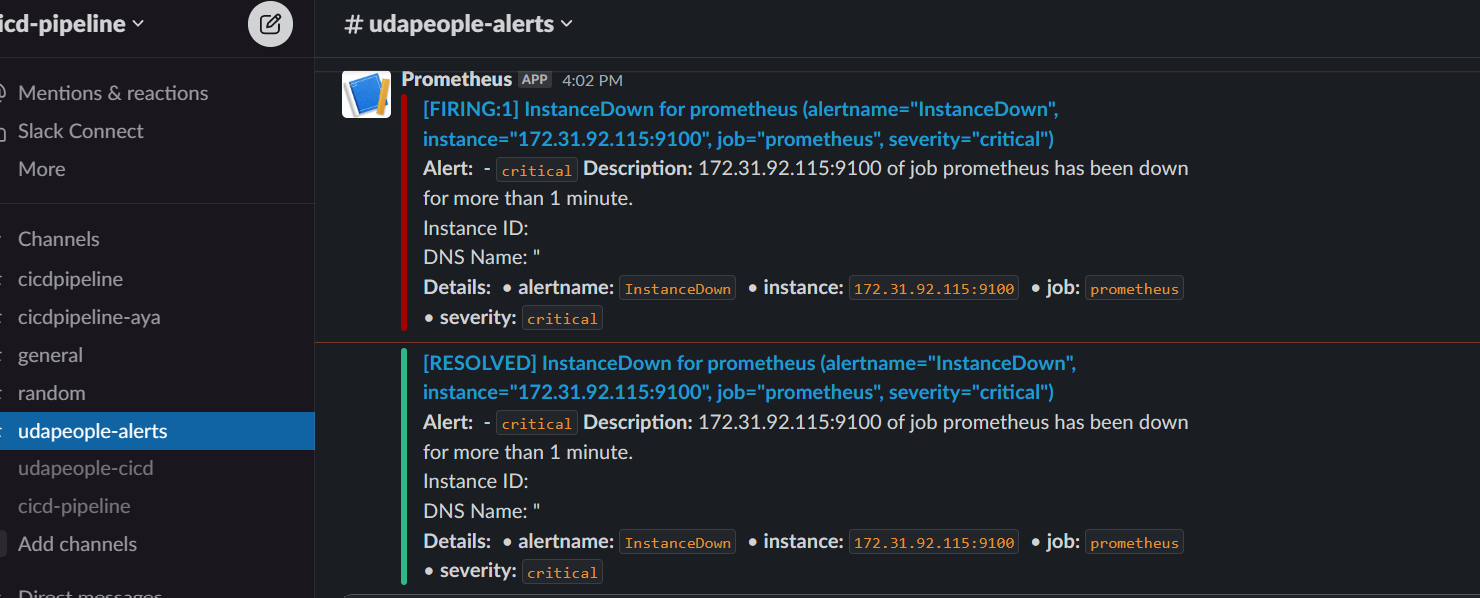 icd-pipeline
# udapeople-alerts
Mentions & reactions
Slack Connect
More
Channels
cicdpipeline
cicdpipeline-aya
general
random
udapeople-alerts
udapeople-cicd
cicd-pipeline
Add channels
Direct messages
Prometheus APP 4:02 PM
[FIRING:1] InstanceDown for prometheus (alertname="InstanceDown",
instance="172.31.92.115:9100", job="prometheus", severity="critical")
Alert: - critical Description: 172.31.92.115:9100 of job prometheus has been down
for more than 1 minute.
Instance ID:
DNS Name: "
Details: • alertname: InstanceDown • instance: 172.31.92.115:9100 • job: prometheus
• severity: critical
[RESOLVED] InstanceDown for prometheus (alertname="InstanceDown",
instance="172.31.92.115:9100", job="prometheus", severity="critical")
Alert: - critical Description: 172.31.92.115:9100 of job prometheus has been down
for more than 1 minute.
Instance ID:
DNS Name: "
Details: • alertname: InstanceDown • instance: 172.31.92.115:9100 • job: prometheus
• severity: critical